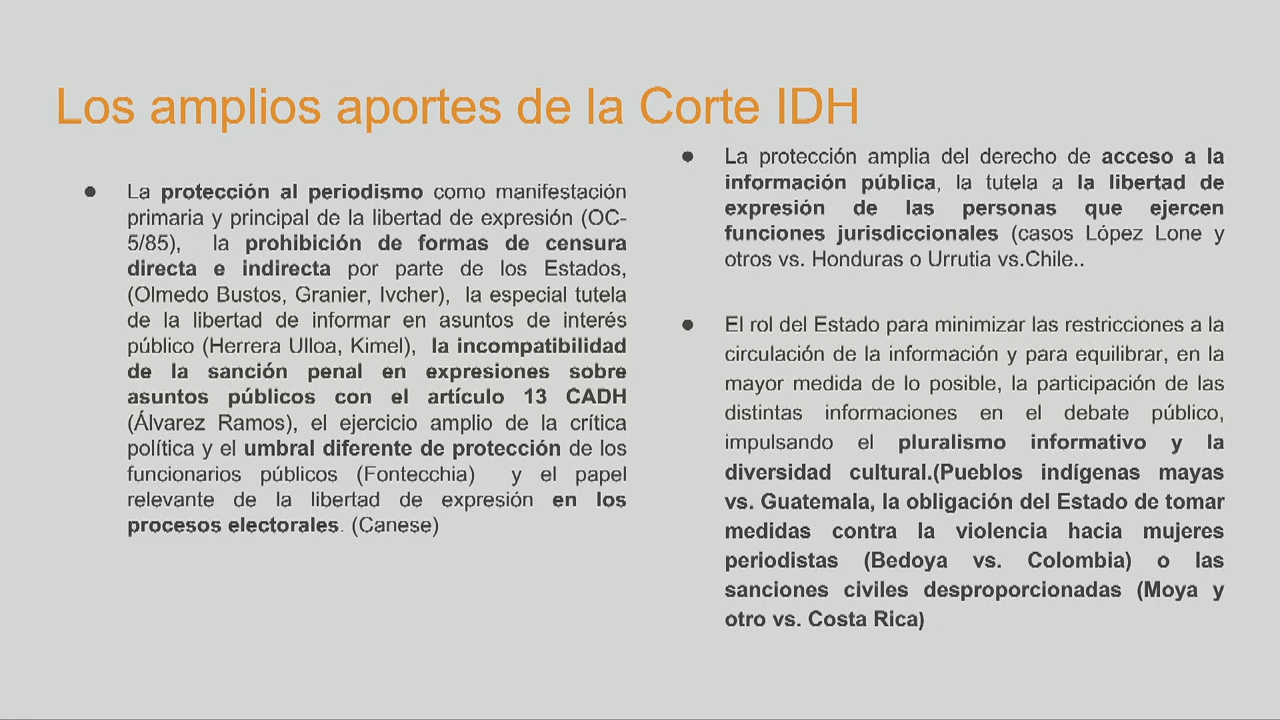 Los amplios aportes de la Corte IDH
● La protección al periodismo como manifestación
primaria y principal de la libertad de expresión (OC-
5/85), la prohibición de formas de censura
directa e indirecta por parte de los Estados,
(Olmedo Bustos, Granier, Ivcher), la especial tutela
de la libertad de informar en asuntos de interés
público (Herrera Ulloa, Kimel), la incompatibilidad
de la sanción penal en expresiones sobre
asuntos públicos con el artículo 13 CADH
(Álvarez Ramos), el ejercicio amplio de la crítica
política y el umbral diferente de protección de los
funcionarios públicos (Fontecchia) y el papel
relevante de la libertad de expresión en los
procesos electorales. (Canese)
● La protección amplia del derecho de acceso a la
información pública, la tutela a la libertad de
expresión de las personas que ejercen
funciones jurisdiccionales (casos López Lone y
otros vs. Honduras o Urrutia vs.Chile..
● El rol del Estado para minimizar las restricciones a la
circulación de la información y para equilibrar, en la
mayor medida de lo posible, la participación de las
distintas informaciones en el debate público,
impulsando el pluralismo informativo y la
diversidad cultural.(Pueblos indígenas mayas
vs. Guatemala, la obligación del Estado de tomar
medidas contra la violencia hacia mujeres
periodistas (Bedoya vs. Colombia) o las
sanciones civiles desproporcionadas (Moya y
otro vs. Costa Rica)